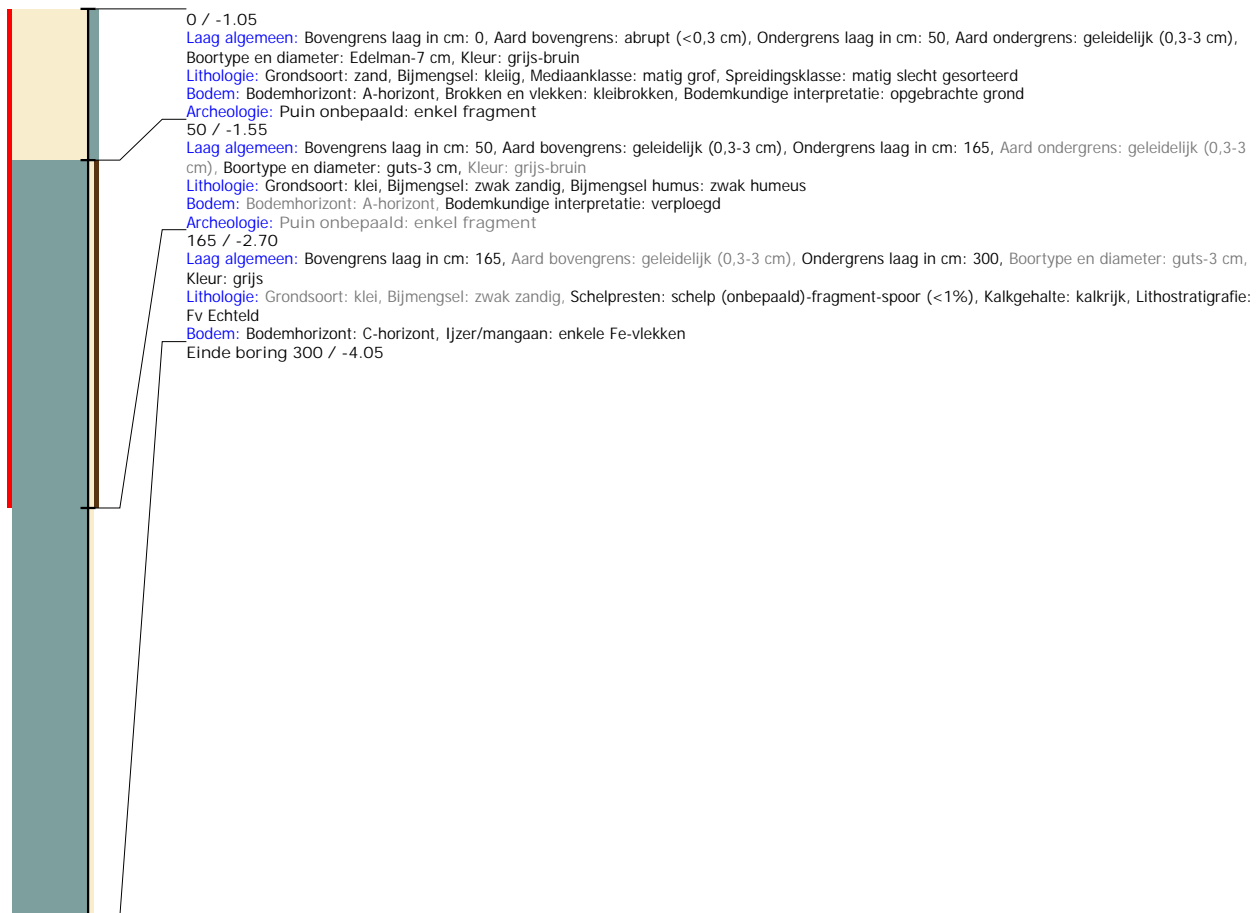 0 / -1.05
Laag algemeen: Bovengrens laag in cm: 0, Aard bovengrens: abrupt (<0,3 cm), Ondergrens laag in cm: 50, Aard ondergrens: geleidelijk (0,3-3 cm),
Boortype en diameter: Edelman-7 cm, Kleur: grijs-bruin
Lithologie: Grondsoort: zand, Bijmengsel: kleiig, Mediaanklasse: matig grof, Spreidingsklasse: matig slecht gesorteerd
Bodem: Bodemhorizont: A-horizont, Brokken en vlekken: kleibrokken, Bodemkundige interpretatie: opgebrachte grond
Archeologie: Puin onbepaald: enkel fragment
50 / -1.55
Laag algemeen: Bovengrens laag in cm: 50, Aard bovengrens: geleidelijk (0,3-3 cm), Ondergrens laag in cm: 165, Aard ondergrens: geleidelijk (0,3-3
cm), Boortype en diameter: guts-3 cm, Kleur: grijs-bruin
Lithologie: Grondsoort: klei, Bijmengsel: zwak zandig, Bijmengsel humus: zwak humeus
Bodem: Bodemhorizont: A-horizont, Bodemkundige interpretatie: verploegd
Archeologie: Puin onbepaald: enkel fragment
165 / -2.70
Laag algemeen: Bovengrens laag in cm: 165, Aard bovengrens: geleidelijk (0,3-3 cm), Ondergrens laag in cm: 300, Boortype en diameter: guts-3 cm,
Kleur: grijs
Lithologie: Grondsoort: klei, Bijmengsel: zwak zandig, Schelpresten: schelp (onbepaald)-fragment-spoor (<1%), Kalkgehalte: kalkrijk, Lithostratigrafie:
Fv Echteld
Bodem: Bodemhorizont: C-horizont, Ijzer/mangaan: enkele Fe-vlekken
Einde boring 300 / -4.05